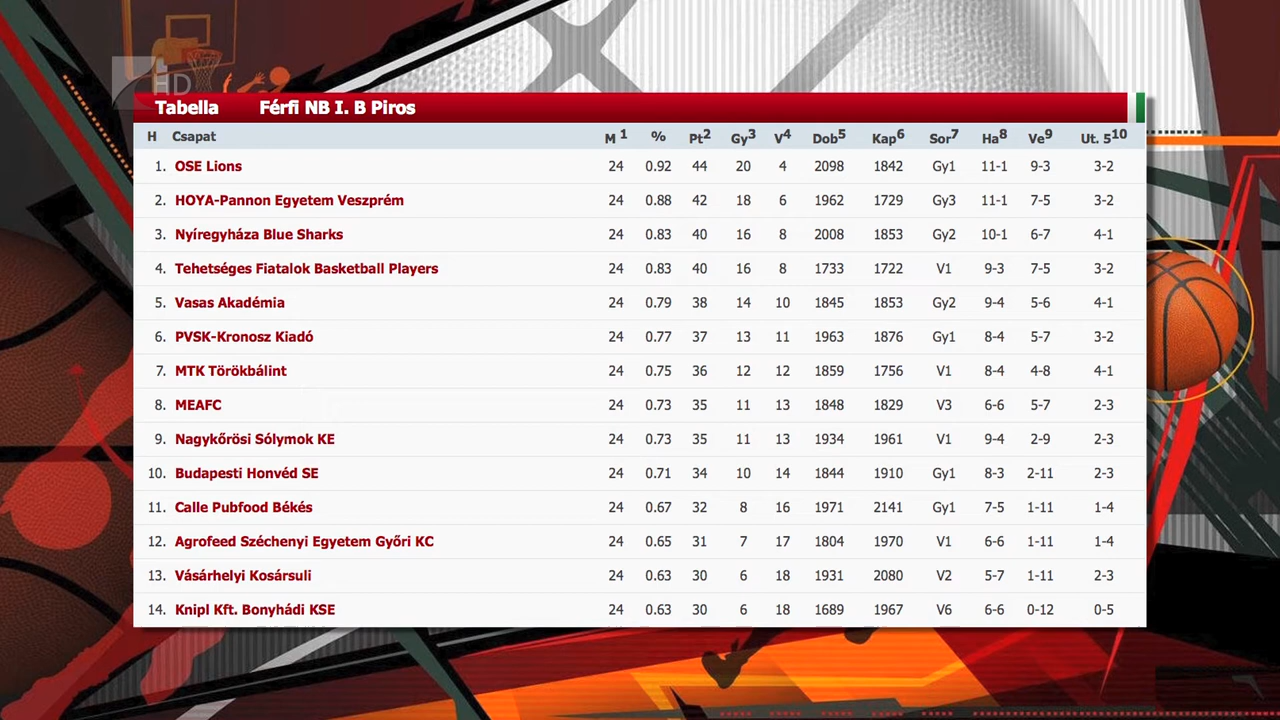 HD
Tabella Férfi NB I. B Piros
H Csapat M 1 % Pt2 Gy3 V4 Dob5 Kap6 Sor7 Ha8 Ve9 Ut. 510
1. OSE Lions 24 0.92 44 20 4 2098 1842 Gy1 11-1 9-3 3-2
2. HOYA-Pannon Egyetem Veszprém 24 0.88 42 18 6 1962 1729 Gy3 11-1 7-5 3-2
3. Nyíregyháza Blue Sharks 24 0.83 40 16 8 2008 1853 Gy2 10-1 6-7 4-1
4. Tehetséges Fiatalok Basketball Players 24 0.83 40 16 8 1733 1722 V1 9-3 7-5 3-2
5. Vasas Akadémia 24 0.79 38 14 10 1845 1853 Gy2 9-4 5-6 4-1
6. PVSK-Kronosz Kiadó 24 0.77 37 13 11 1963 1876 Gy1 8-4 5-7 3-2
7. MTK Törökbálint 24 0.75 36 12 12 1859 1756 V1 8-4 4-8 4-1
8. MEAFC 24 0.73 35 11 13 1848 1829 V3 6-6 5-7 2-3
9. Nagykőrösi Sólymok KE 24 0.73 35 11 13 1934 1961 V1 9-4 2-9 2-3
10. Budapesti Honvéd SE 24 0.71 34 10 14 1844 1910 Gy1 8-3 2-11 2-3
11. Calle Pubfood Békés 24 0.67 32 8 16 1971 2141 Gy1 7-5 1-11 1-4
12. Agrofeed Széchenyi Egyetem Győri KC 24 0.65 31 7 17 1804 1970 V1 6-6 1-11 1-4
13. Vásárhelyi Kosársuli 24 0.63 30 6 18 1931 2080 V2 5-7 1-11 2-3
14. Knipl Kft. Bonyhádi KSE 24 0.63 30 6 18 1689 1967 V6 6-6 0-12 0-5